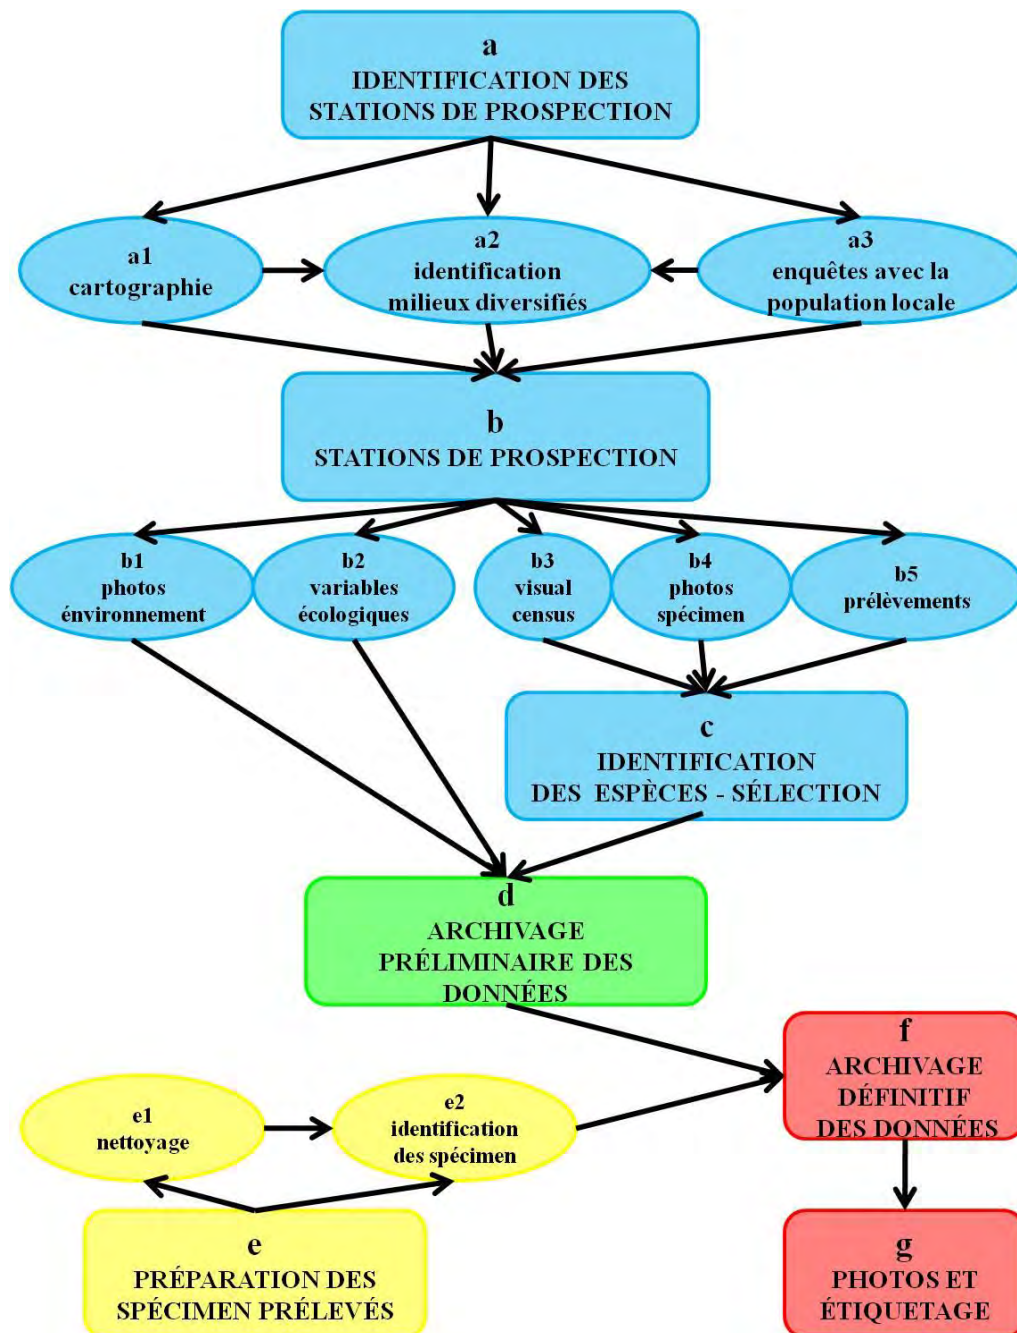 a
IDENTIFICATION DES
STATIONS DE PROSPECTION
a1
cartographie
a2
identification
milieux diversifiés
a3
enquêtes avec la
population locale
b
STATIONS DE PROSPECTION
b1
photos
énvironnement
b2
variables
écologiques
b3
visual
census
b4
photos
spécimen
b5
prélèvements
c
IDENTIFICATION
DES ESPÈCES - SÉLECTION
d
ARCHIVAGE
PRÉLIMINAIRE DES
DONNÉES
e1
nettoyage
e2
identification
des spécimen
e
PRÉPARATION DES
SPÉCIMEN PRÉLEVÉS
f
ARCHIVAGE
DÉFINITIF
DES DONNÉES
g
PHOTOS ET
ÉTIQUETAGE